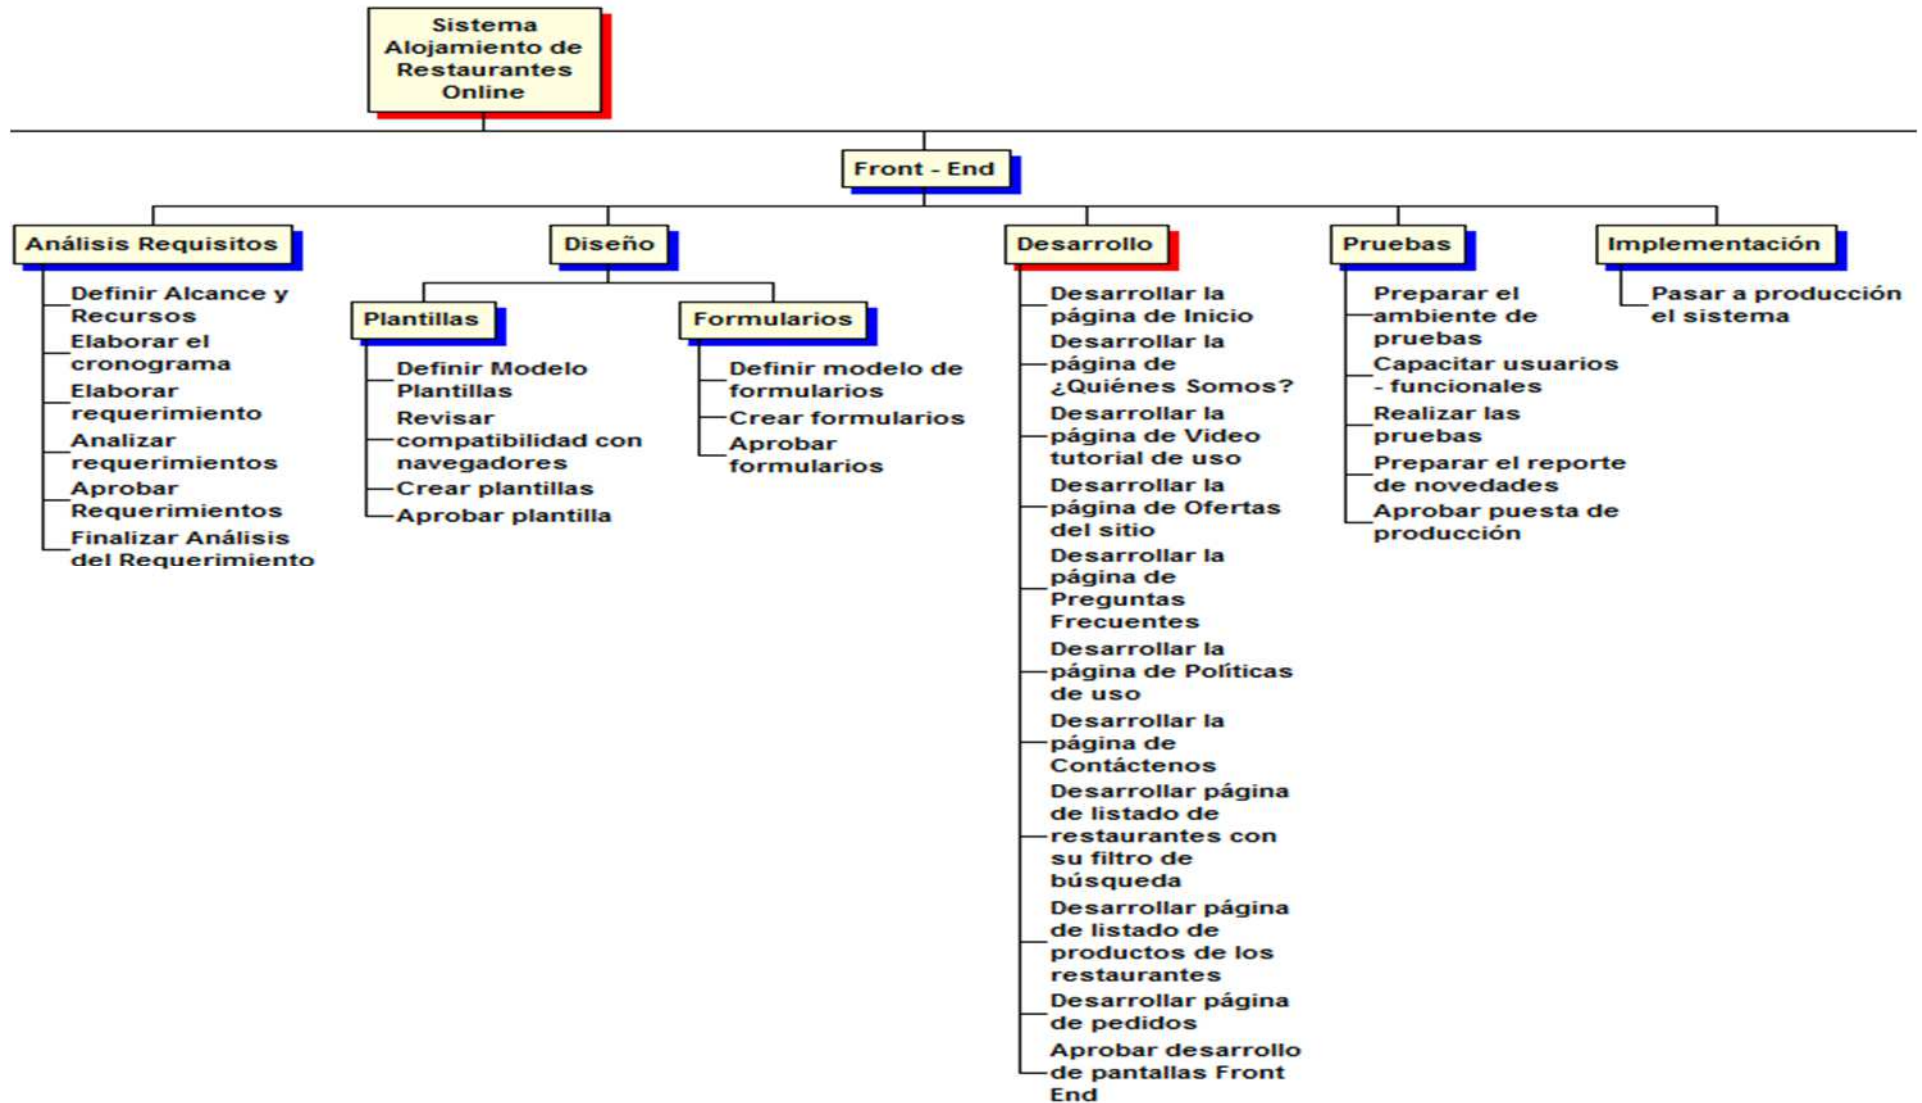 Sistema
Alojamiento de
Restaurantes
Online
Front - End
Análisis Requisitos
Definir Alcance y
Recursos
Elaborar el
cronograma
Elaborar
requerimiento
Analizar
requerimientos
Aprobar
Requerimientos
Finalizar Análisis
del Requerimiento
Diseño
Plantillas
Definir Modelo
Plantillas
Revisar
compatibilidad con
navegadores
Crear plantillas
Aprobar plantilla
Formularios
Definir modelo de
formularios
Crear formularios
Aprobar
formularios
Desarrollo
Desarrollar la
página de Inicio
Desarrollar la
página de
¿Quiénes Somos?
Desarrollar la
página de Video
tutorial de uso
Desarrollar la
página de Ofertas
del sitio
Desarrollar la
página de
Preguntas
Frecuentes
Desarrollar la
página de Políticas
de uso
Desarrollar la
página de
Contáctenos
Desarrollar página
de listado de
restaurantes con
su filtro de
búsqueda
Desarrollar página
de listado de
productos de los
restaurantes
Desarrollar página
de pedidos
Aprobar desarrollo
de pantallas Front
End
Pruebas
Preparar el
ambiente de
pruebas
Capacitar usuarios
- funcionales
Realizar las
pruebas
Preparar el reporte
de novedades
Aprobar puesta de
producción
Implementación
Pasar a producción
el sistema